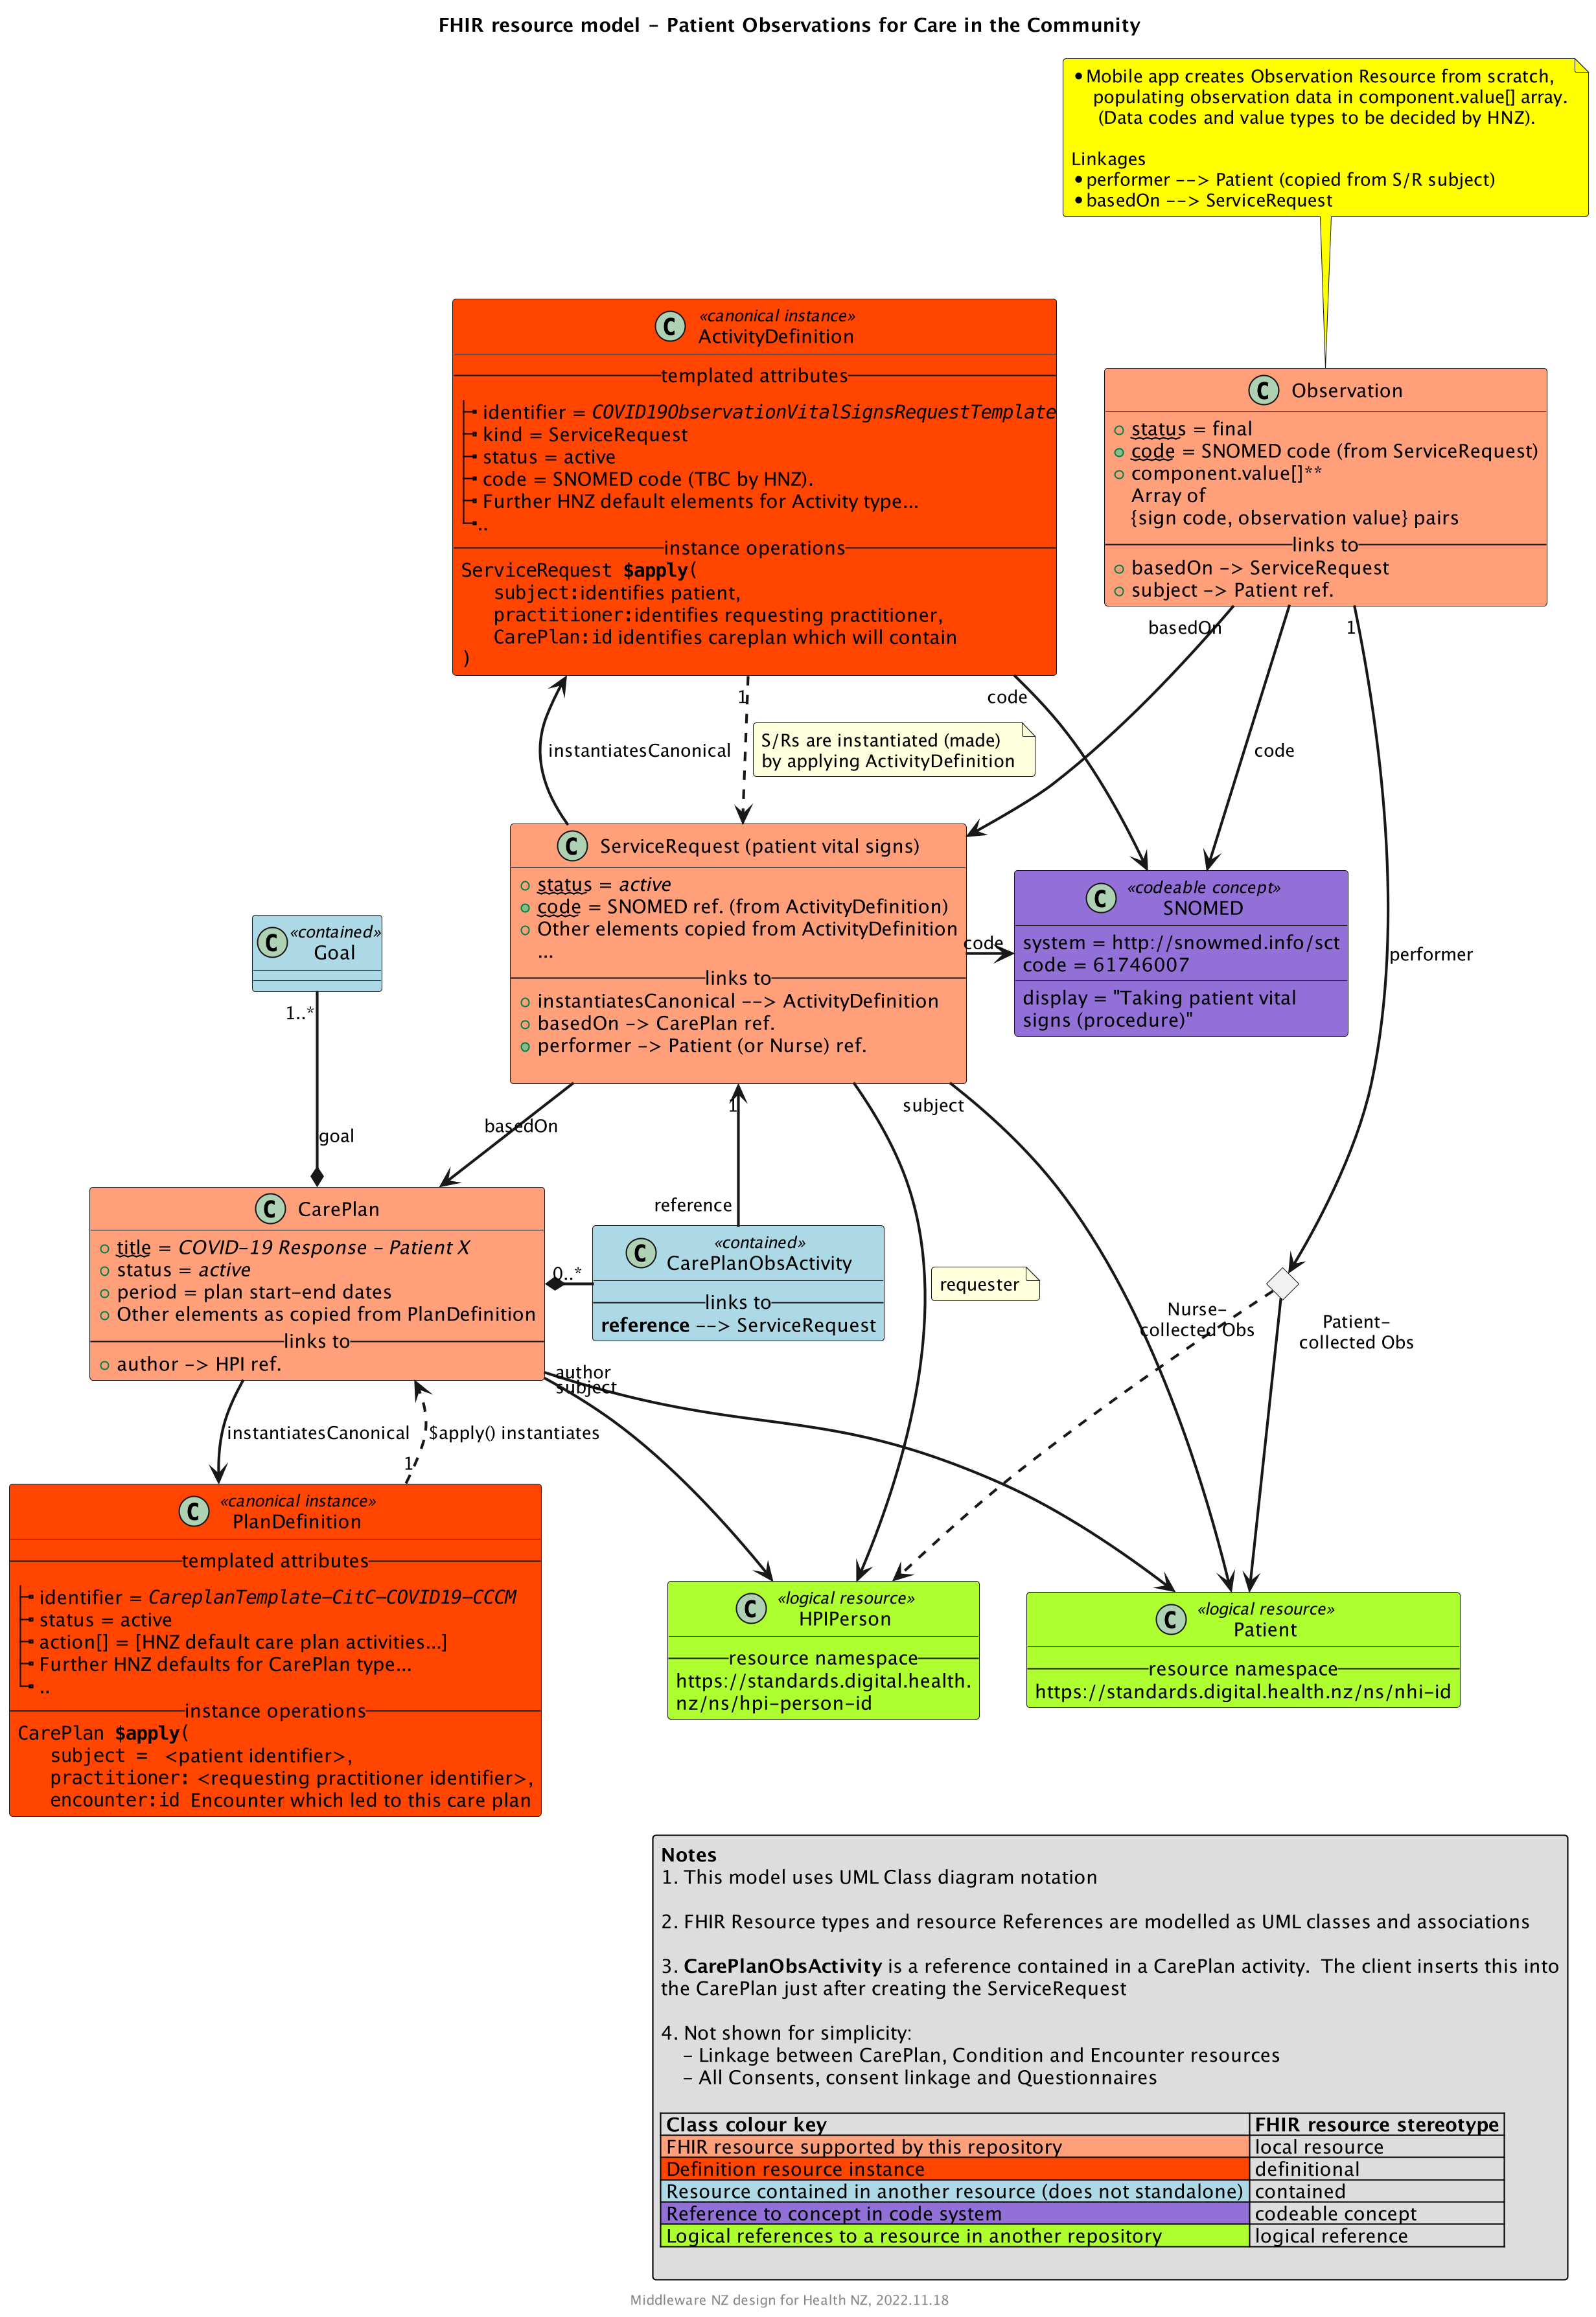 FHIR resource model - Patient Observations for Care in the Community
•Mobile app creates Observation Resource from scratch,
populating observation data in component.value[] array.
(Data codes and value types to be decided by HNZ).
Linkages
•performer --> Patient (copied from S/R subject)
•basedOn --> ServiceRequest
C
«canonical instance»
ActivityDefinition
templated attributes
identifier = COVID19ObservationVitalSignsRequestTemplate
kind = ServiceRequest
status = active
code = SNOMED code (TBC by HNZ).
Further HNZ default elements for Activity type...
..
instance operations
ServiceRequest $apply(
subject:identifies patient,
practitioner:identifies requesting practitioner,
CarePlan:id identifies careplan which will contain
)
C
Observation
status = final
code = SNOMED code (from ServiceRequest)
component.value[]**
Array of
{sign code, observation value} pairs
links to
basedOn -> ServiceRequest
subject -> Patient ref.
basedOn
1
1
code
instantiatesCanonical
S/Rs are instantiated (made)
by applying ActivityDefinition
code
C
ServiceRequest (patient vital signs)
status = active
code = SNOMED ref. (from ActivityDefinition)
Other elements copied from ActivityDefinition
...
links to
instantiatesCanonical --> ActivityDefinition
basedOn -> CarePlan ref.
performer -> Patient (or Nurse) ref.
code
C
«codeable concept»
SNOMED
system = http://snowmed.info/sct
code = 61746007
display = "Taking patient vital
signs (procedure)"
performer
C
«contained»
Goal
1..*
goal
basedOn
1
reference
subject
C
CarePlan
title = COVID-19 Response - Patient X
status = active
period = plan start-end dates
Other elements as copied from PlanDefinition
links to
author -> HPI ref.
0..*
C
«contained»
CarePlanObsActivity
links to
reference --> ServiceRequest
requester
Nurse-
collected Obs
Patient-
collected Obs
author
subject
instantiatesCanonical
$apply() instantiates
1
C
«canonical instance»
PlanDefinition
templated attributes
identifier = CareplanTemplate-CitC-COVID19-CCCM
status = active
action[] = [HNZ default care plan activities...]
Further HNZ defaults for CarePlan type...
..
instance operations
CarePlan $apply(
subject = <patient identifier>,
practitioner: <requesting practitioner identifier>,
encounter:id Encounter which led to this care plan
C
«logical resource»
HPIPerson
resource namespace
https://standards.digital.health.
nz/ns/hpi-person-id
C
«logical resource»
Patient
resource namespace
https://standards.digital.health.nz/ns/nhi-id
Notes
1. This model uses UML Class diagram notation
2. FHIR Resource types and resource References are modelled as UML classes and associations
3. CarePlanObsActivity is a reference contained in a CarePlan activity. The client inserts this into
the CarePlan just after creating the ServiceRequest
4. Not shown for simplicity:
- Linkage between CarePlan, Condition and Encounter resources
- All Consents, consent linkage and Questionnaires
Class colour key FHIR resource stereotype
FHIR resource supported by this repository local resource
Definition resource instance definitional
Resource contained in another resource (does not standalone) contained
Reference to concept in code system codeable concept
Logical references to a resource in another repository logical reference
Middleware NZ design for Health NZ, 2022.11.18